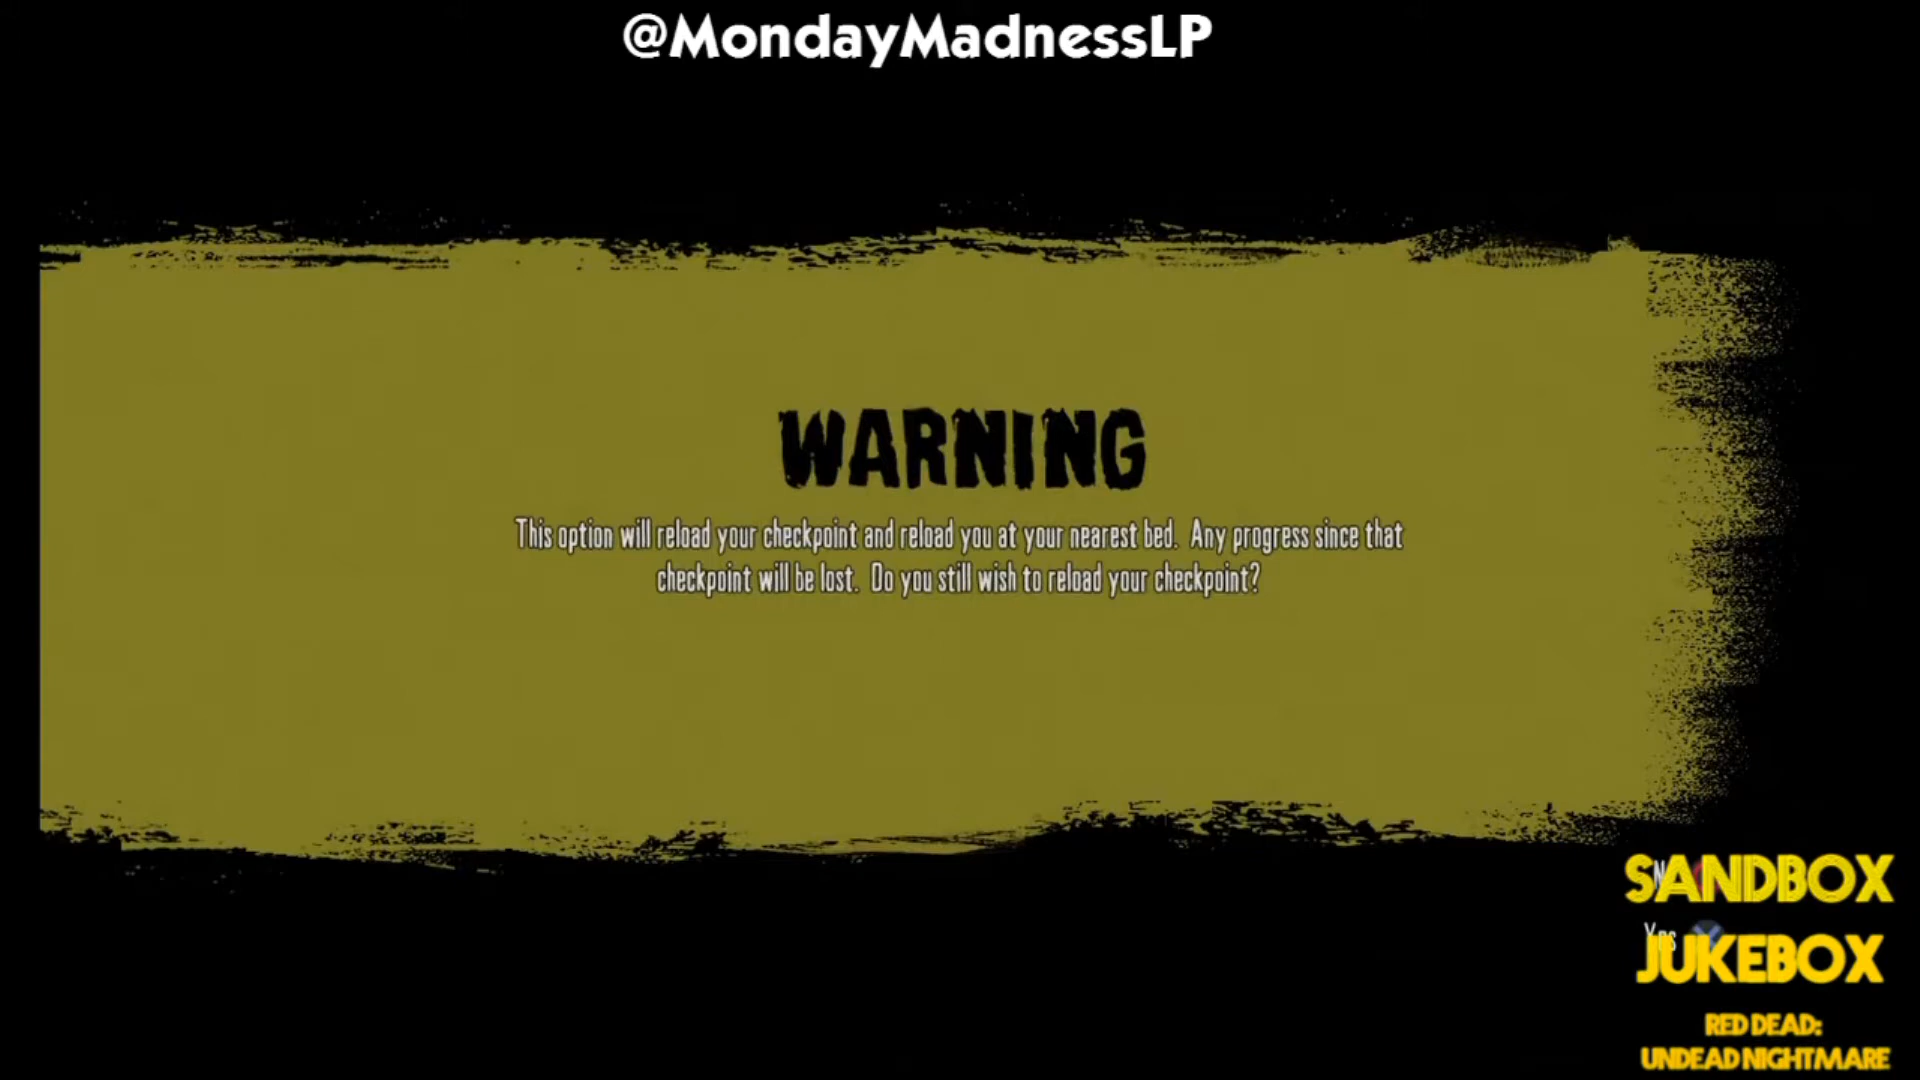 @MondayMadnessLP
WARNING
This option will reload your checkpoint and reload you at your nearest bed. Any progress since that
checkpoint will be lost. Do you still wish to reload your checkpoint?
SANDBOX
Yes
JUKEBOX
RED DEAD:
UNDEAD NIGHTMARE